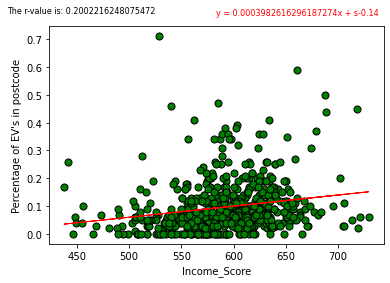 The r-value is: 0.2002216248075472
y = 0.0003982616296187274x + s-0.14
0.7
0.6
0.5
0.4
0.3
0.2
0.1
0.0
Percentage of EV's in postcode
450 500 550 600 650 700
Income_Score